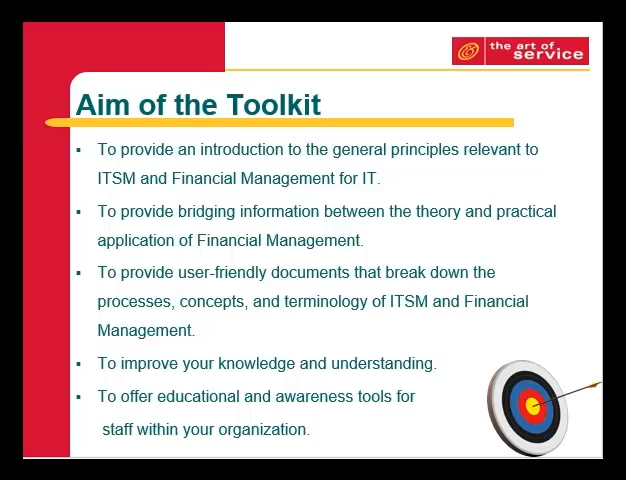 the art of
service
Aim of the Toolkit
▪ To provide an introduction to the general principles relevant to
ITSM and Financial Management for IT.
▪ To provide bridging information between the theory and practical
application of Financial Management.
▪ To provide user-friendly documents that break down the
processes, concepts, and terminology of ITSM and Financial
Management.
▪ To improve your knowledge and understanding.
▪ To offer educational and awareness tools for
staff within your organization.